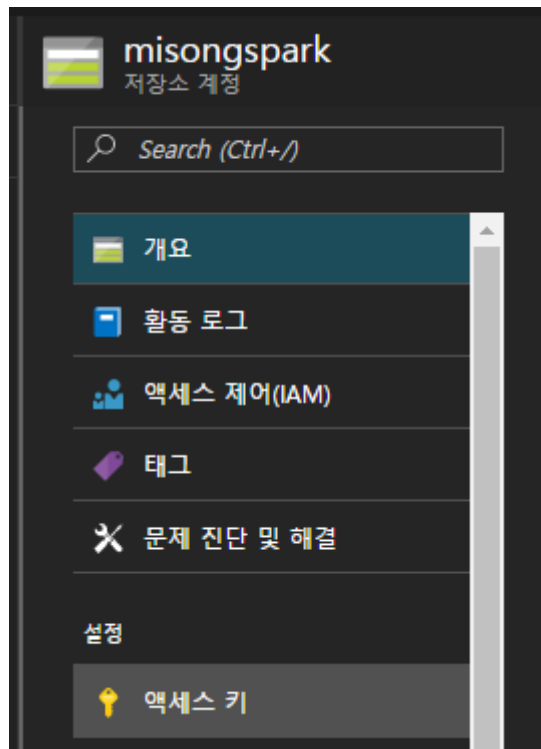 misongspark
저장소 계정
Search (Ctrl+/)
개요
활동 로그
액세스 제어(IAM)
태그
문제 진단 및 해결
설정
액세스 키